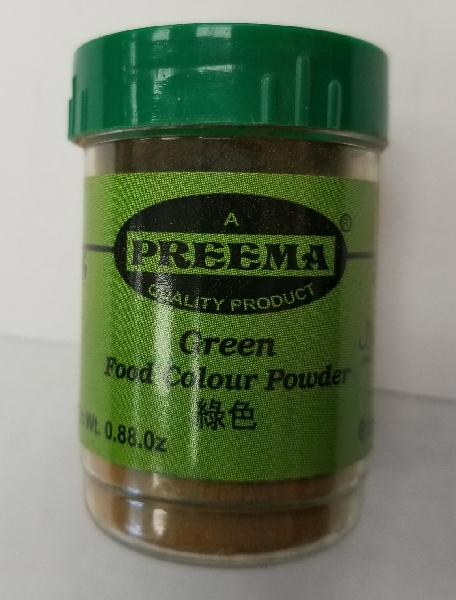 A
PREEMA
®
QUALITY PRODUCT
Green
Food Colour Powder
綠色
Wt. 0.88.0z